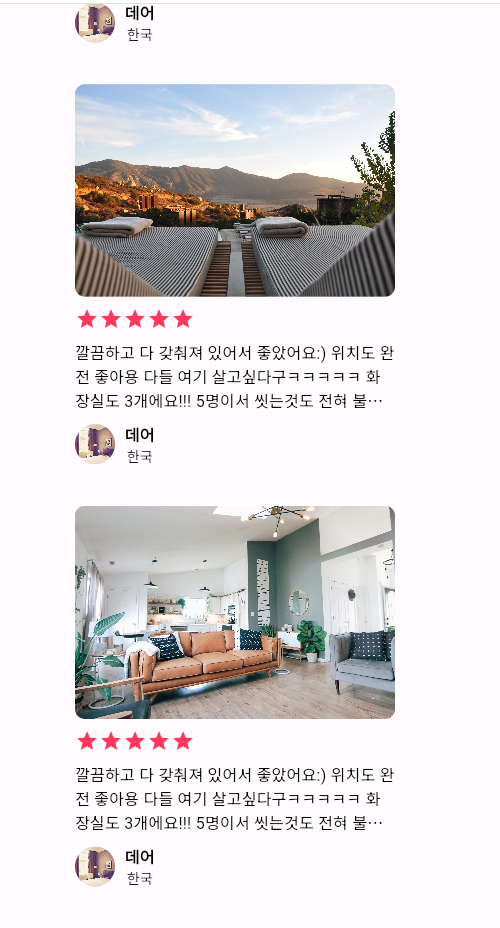 데어
한국
깔끔하고 다 갖춰져 있어서 좋았어요:) 위치도 완
전 좋아용 다들 여기 살고싶다구ㅋㅋㅋㅋㅋ 화
장실도 3개에요!!! 5명이서 씻는것도 전혀 불…
데어
한국
깔끔하고 다 갖춰져 있어서 좋았어요:) 위치도 완
전 좋아용 다들 여기 살고싶다구ㅋㅋㅋㅋㅋ 화
장실도 3개에요!!! 5명이서 씻는것도 전혀 불…
데어
한국